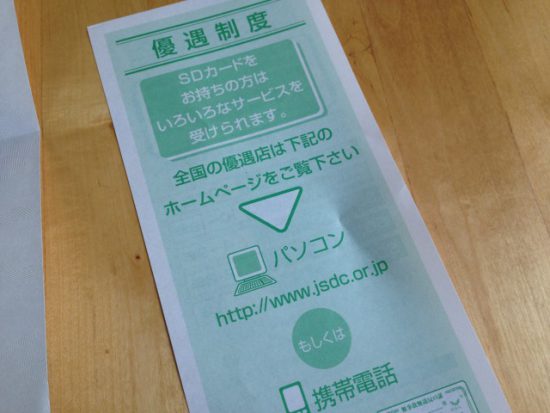 優遇制度
SDカードを
お持ちの方は
いろいろなサービスを
受けられます。
全国の優遇店は下記の
ホームページをご覧下さい
パソコン
http://www.jsdc.or.jp
もしくは
携帯電話